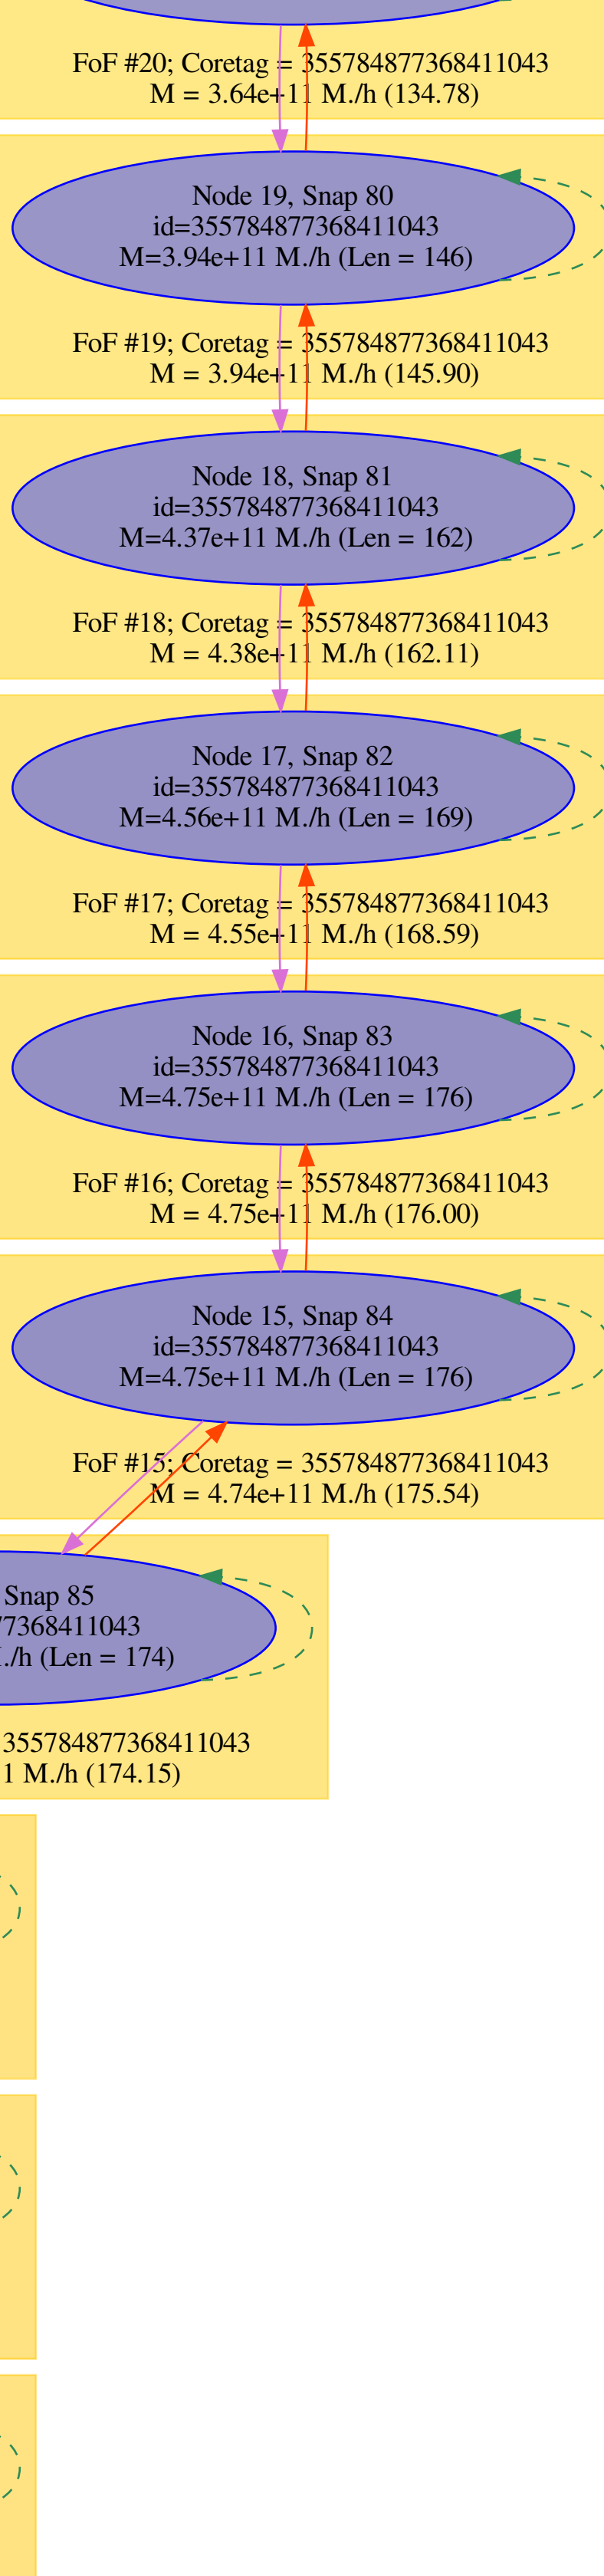 FoF #20; Coretag = 355784877368411043
M = 3.64e+11 M./h (134.78)
Node 19, Snap 80
id=355784877368411043
M=3.94e+11 M./h (Len = 146)
FoF #19; Coretag = 355784877368411043
M = 3.94e+11 M./h (145.90)
Node 18, Snap 81
id=355784877368411043
M=4.37e+11 M./h (Len = 162)
FoF #18; Coretag = 355784877368411043
M = 4.38e+11 M./h (162.11)
Node 17, Snap 82
id=355784877368411043
M=4.56e+11 M./h (Len = 169)
FoF #17; Coretag = 355784877368411043
M = 4.55e+11 M./h (168.59)
Node 16, Snap 83
id=355784877368411043
M=4.75e+11 M./h (Len = 176)
FoF #16; Coretag = 355784877368411043
M = 4.75e+11 M./h (176.00)
Node 15, Snap 84
id=355784877368411043
M=4.75e+11 M./h (Len = 176)
FoF #15; Coretag = 355784877368411043
M = 4.74e+11 M./h (175.54)
Snap 85
77368411043
./h (Len = 174)
355784877368411043
1 M./h (174.15)